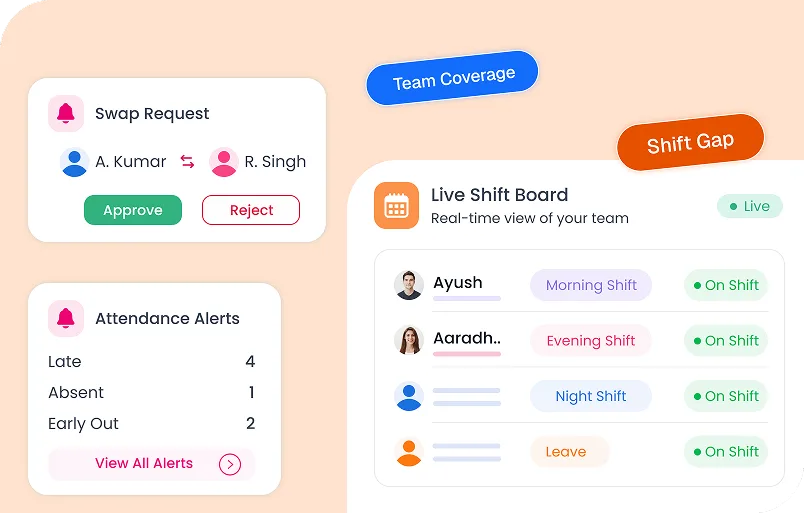 Team Coverage
Shift Gap
Swap Request
A. Kumar R. Singh
Approve Reject
Attendance Alerts
Late 4
Absent 1
Early Out 2
View All Alerts
Live Shift Board
Real-time view of your team
Live
Ayush Morning Shift On Shift
Aaradh.. Evening Shift On Shift
Night Shift On Shift
Leave On Shift